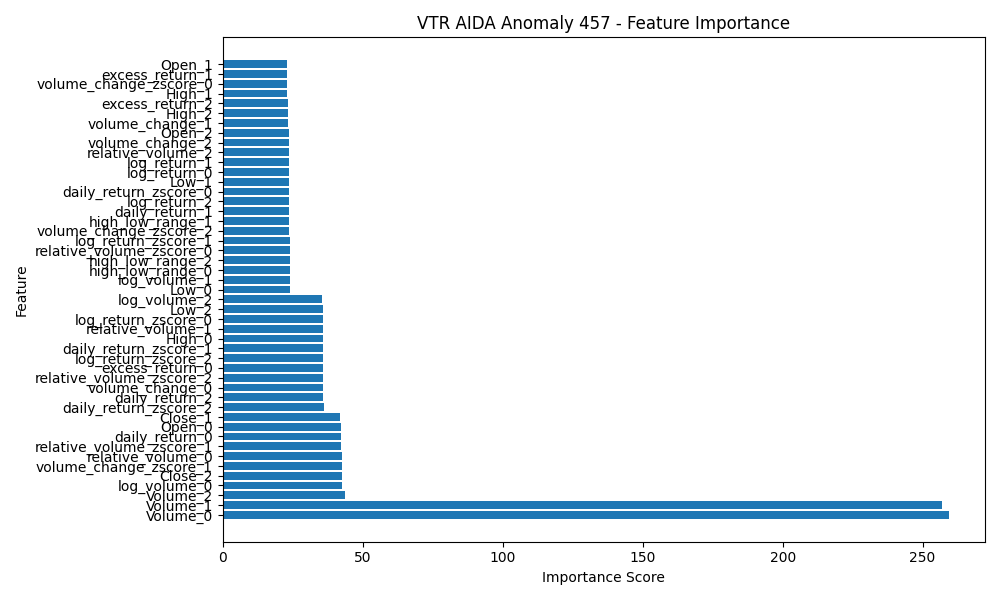 VTR AIDA Anomaly 457 - Feature Importance
Open_1
excess_return_1
volume_change_zscore_0
High_1
excess_return_2
High_2
volume_change_1
Open_2
volume_change_2
relative_volume_2
log_return_1
log_return_0
Low_1
daily_return_zscore_0
log_return_2
daily_return_1
high_low_range_1
volume_change_zscore_2
log_return_zscore_1
relative_volume_zscore_0
high_low_range_2
high_low_range_0
log_volume_1
Low_0
log_volume_2
Low_2
log_return_zscore_0
relative_volume_1
High_0
daily_return_zscore_1
log_return_zscore_2
excess_return_0
relative_volume_zscore_2
volume_change_0
daily_return_2
daily_return_zscore_2
Close_1
Open_0
daily_return_0
relative_volume_zscore_1
relative_volume_0
volume_change_zscore_1
Close_2
log_volume_0
Volume_2
Volume_1
Volume_0
Feature
0 50 100 150 200 250
Importance Score